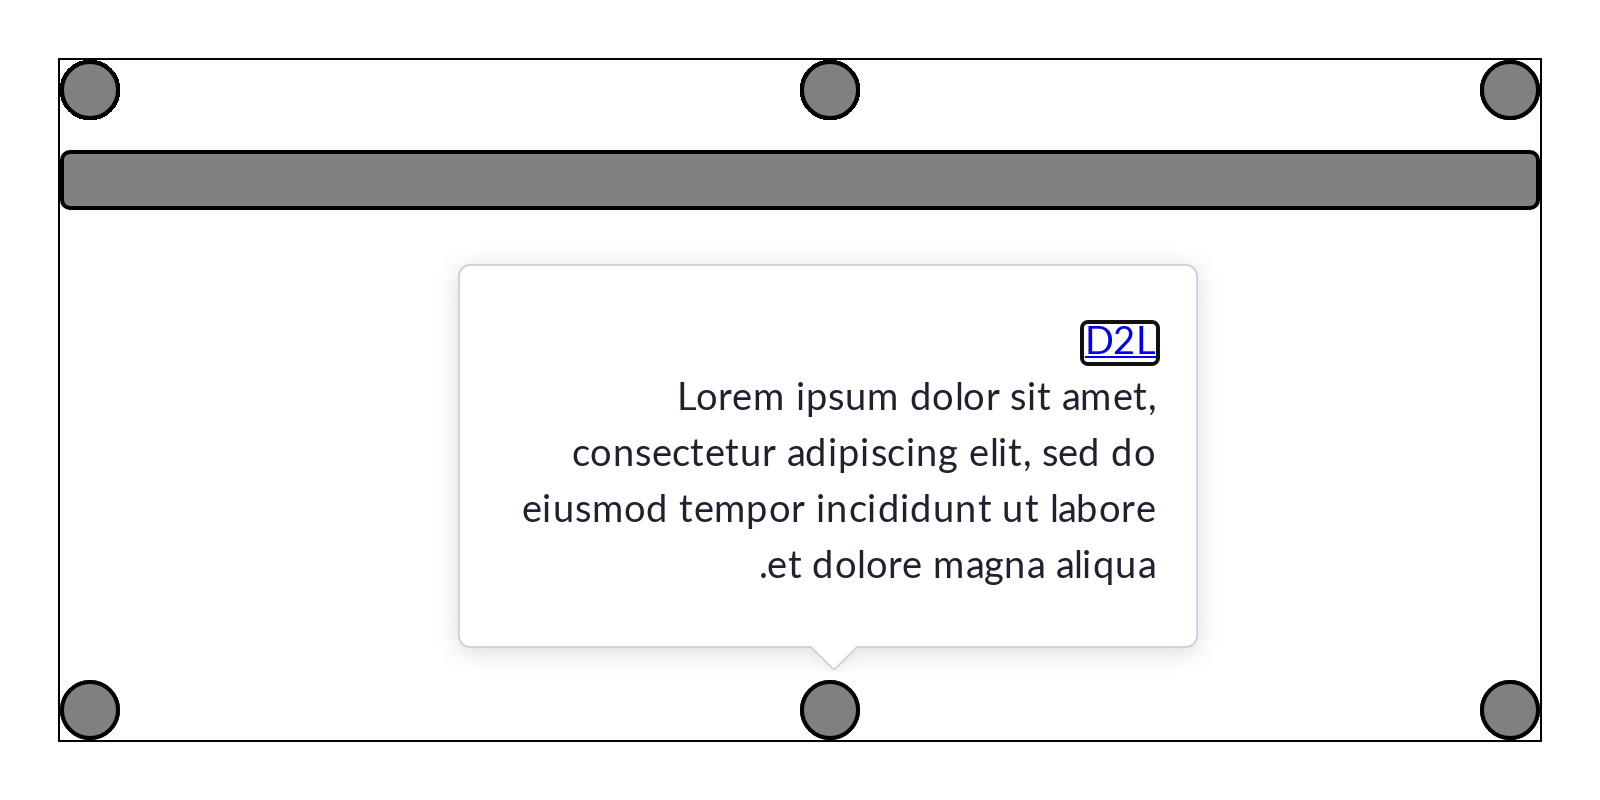 D2L
Lorem ipsum dolor sit amet,
consectetur adipiscing elit, sed do
eiusmod tempor incididunt ut labore
.et dolore magna aliqua